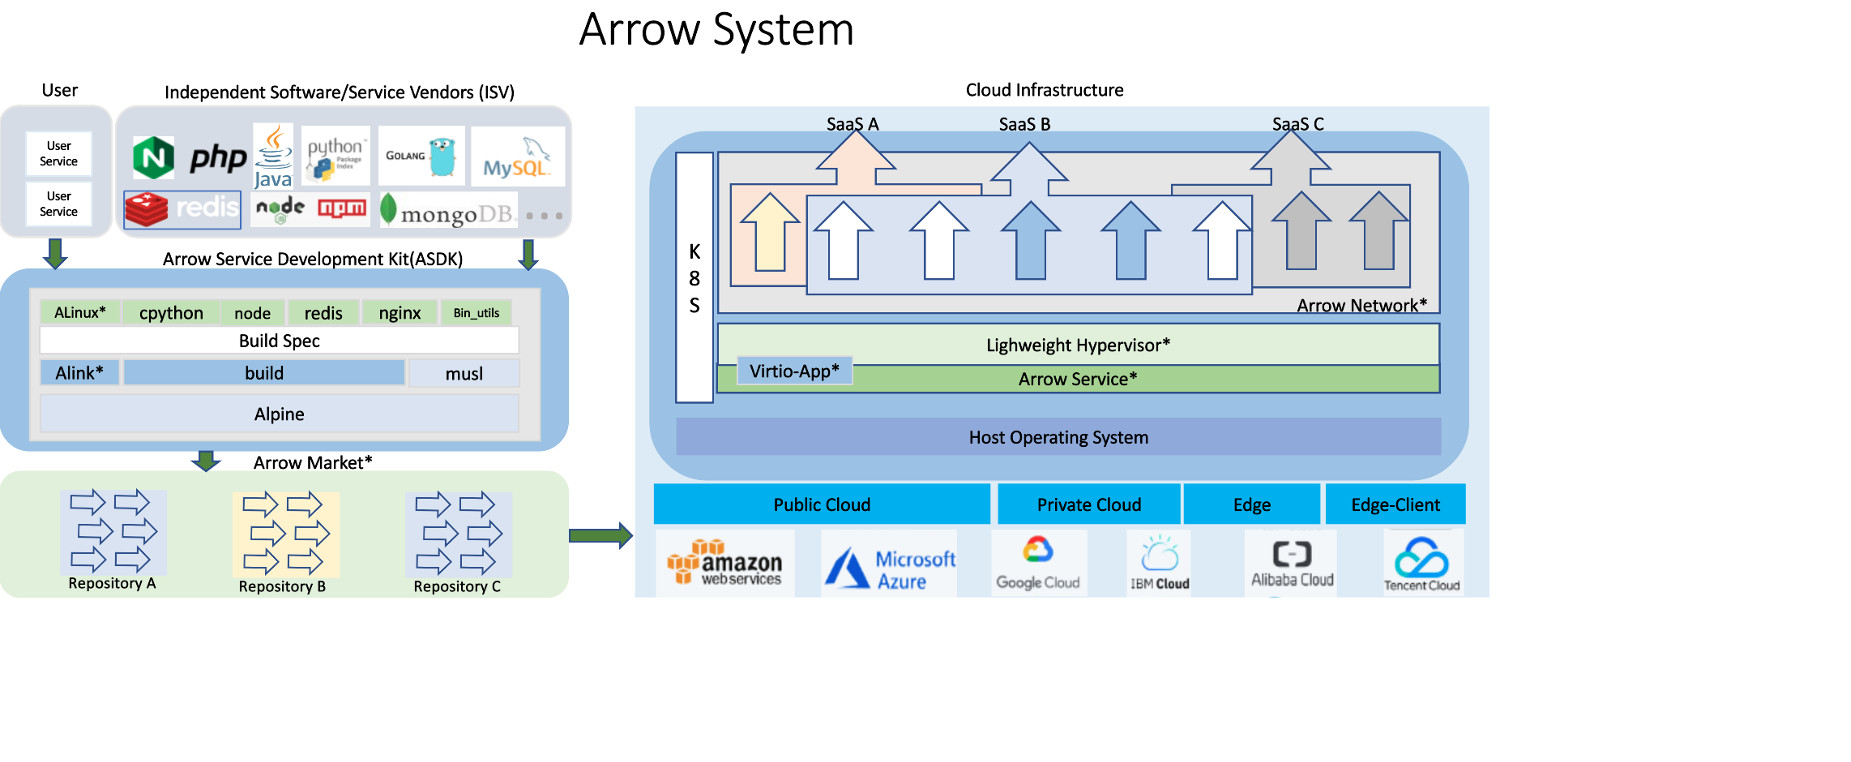 Arrow System
User
Independent Software/Service Vendors (ISV)
User
Service
User
Service
N
php
Java
python
Package
Index
GOLANG
MySQL
redis
node
JS
npm
mongoDB
Arrow Service Development Kit(ASDK)
ALinux*
cpython
node
redis
nginx
Bin_utils
Build Spec
Alink*
build
musl
Alpine
Arrow Market*
Repository A
Repository B
Repository C
Cloud Infrastructure
SaaS A
SaaS B
SaaS C
K
8
S
Arrow Network*
Lighweight Hypervisor*
Virtio-App*
Arrow Service*
Host Operating System
Public Cloud
Private Cloud
Edge
Edge-Client
amazon
webservices
Microsoft
Azure
Google Cloud
IBM Cloud
Alibaba Cloud
Tencent Cloud